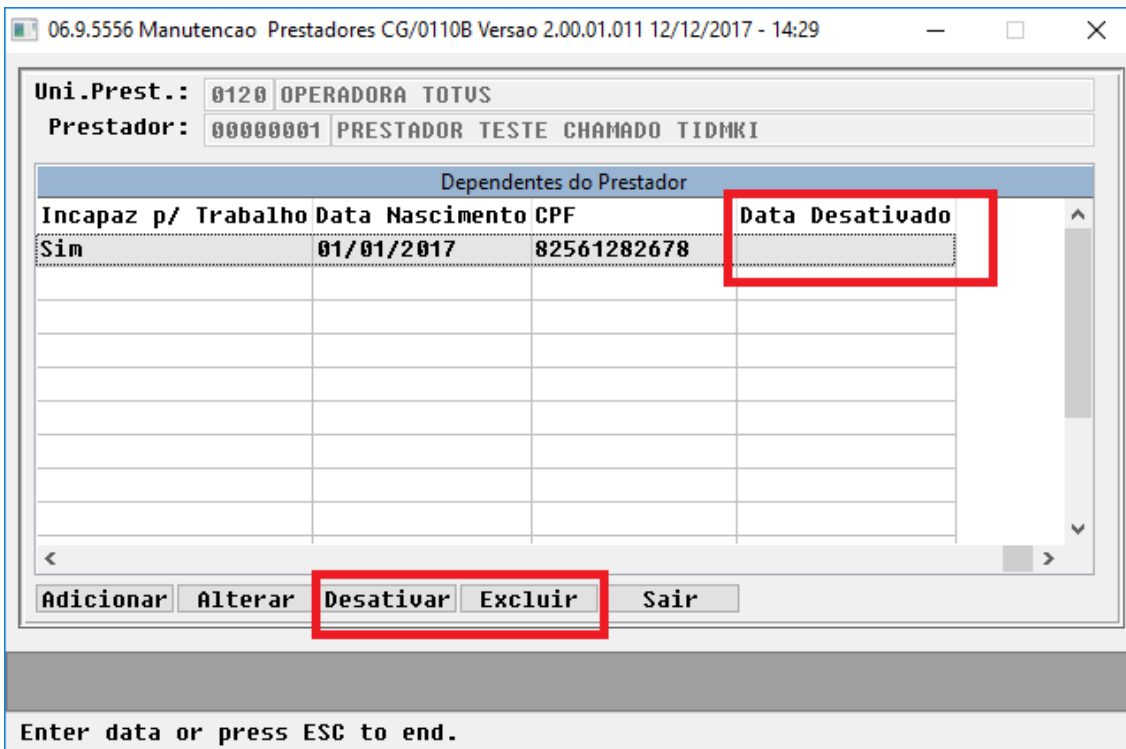 06.9.5556 Manutencao Prestadores CG/0110B Versao 2.00.01.011 12/12/2017 - 14:29
Uni.Prest.: 0120 OPERADORA TOTVS
Prestador: 00000001 PRESTADOR TESTE CHAMADO TIDMKI
Dependentes do Prestador
Incapaz p/ Trabalho Data Nascimento CPF Data Desativado
Sim 01/01/2017 82561282678
Adicionar Alterar Desativar Excluir Sair
Enter data or press ESC to end.